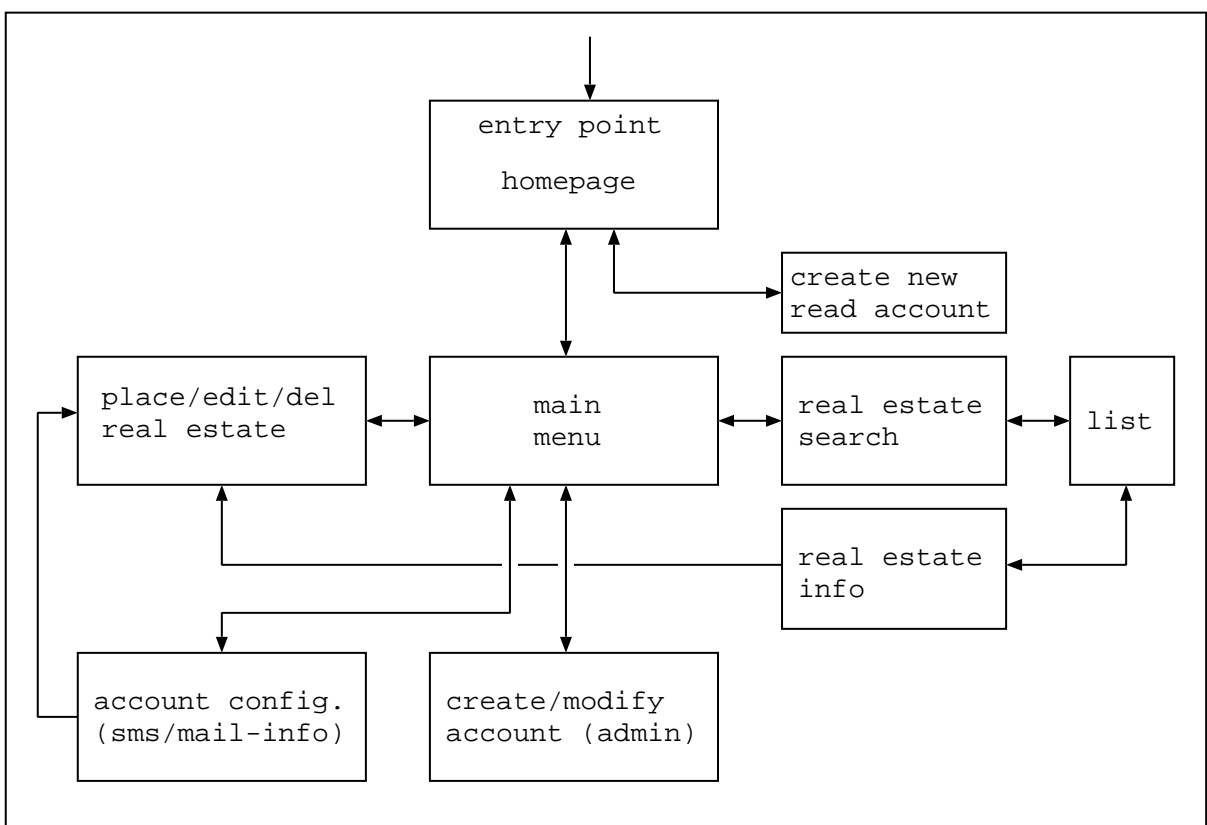 entry point
homepage
create new
read account
place/edit/del
real estate
main
menu
real estate
search
list
real estate
info
account config.
(sms/mail-info)
create/modify
account (admin)